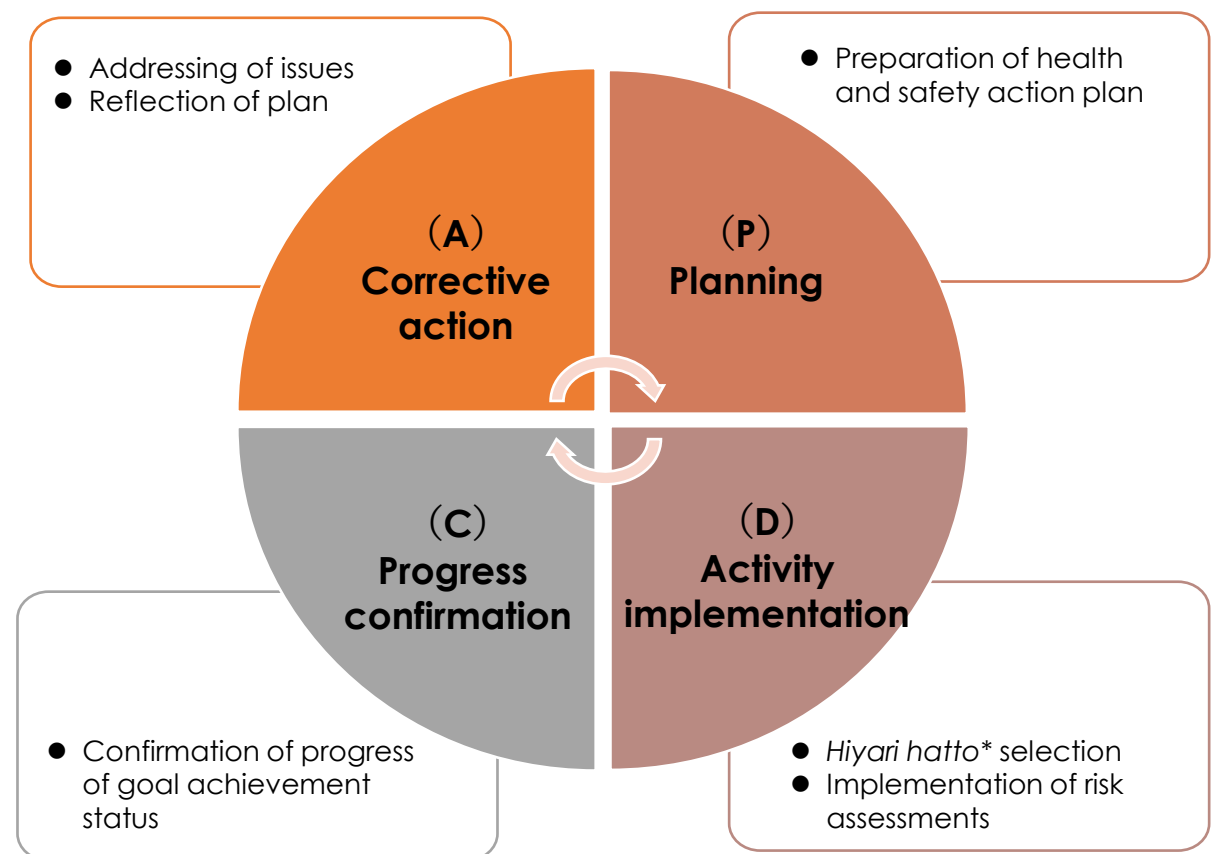 ● Addressing of issues
● Reflection of plan
● Preparation of health
and safety action plan
（A）
Corrective
action
（P）
Planning
（C）
Progress
confirmation
（D）
Activity
implementation
● Confirmation of progress
of goal achievement
status
● Hiyari hatto* selection
● Implementation of risk
assessments